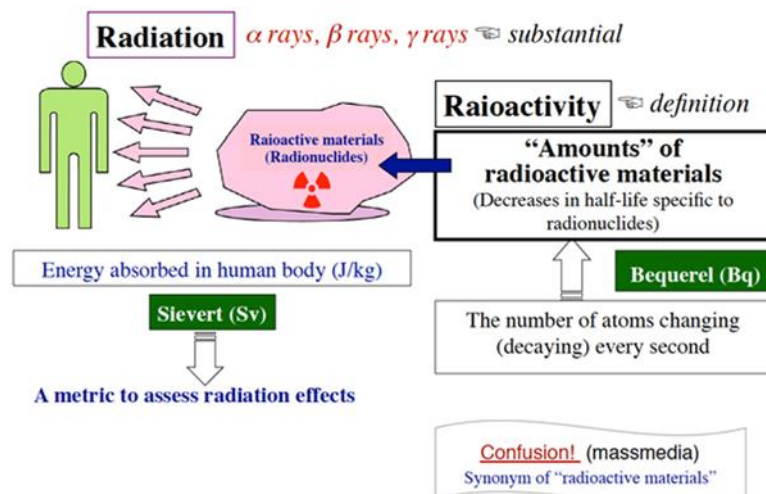 Radiation
α rays, β rays, γ rays ☜ substantial
Raioactive materials
(Radionuclides)
Raioactivity
☜ definition
“Amounts” of
radioactive materials
(Decreases in half-life specific to
radionuclides)
Energy absorbed in human body (J/kg)
Sievert (Sv)
A metric to assess radiation effects
Bequerel (Bq)
The number of atoms changing
(decaying) every second
Confusion! (massmedia)
Synonym of “radioactive materials”